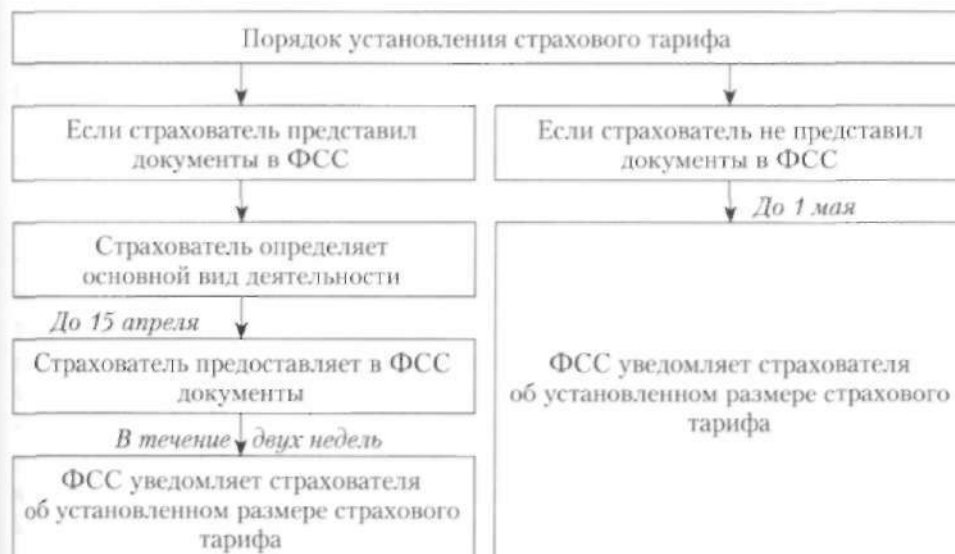 Порядок установления страхового тарифа
Если страхователь представил
документы в ФСС
Страхователь определяет
основной вид деятельности
До 15 апреля
Страхователь предоставляет в ФСС
документы
В течение двух недель
ФСС уведомляет страхователя
об установленном размере страхового
тарифа
Если страхователь не представил
документы в ФСС
До 1 мая
ФСС уведомляет страхователя
об установленном размере страхового
тарифа